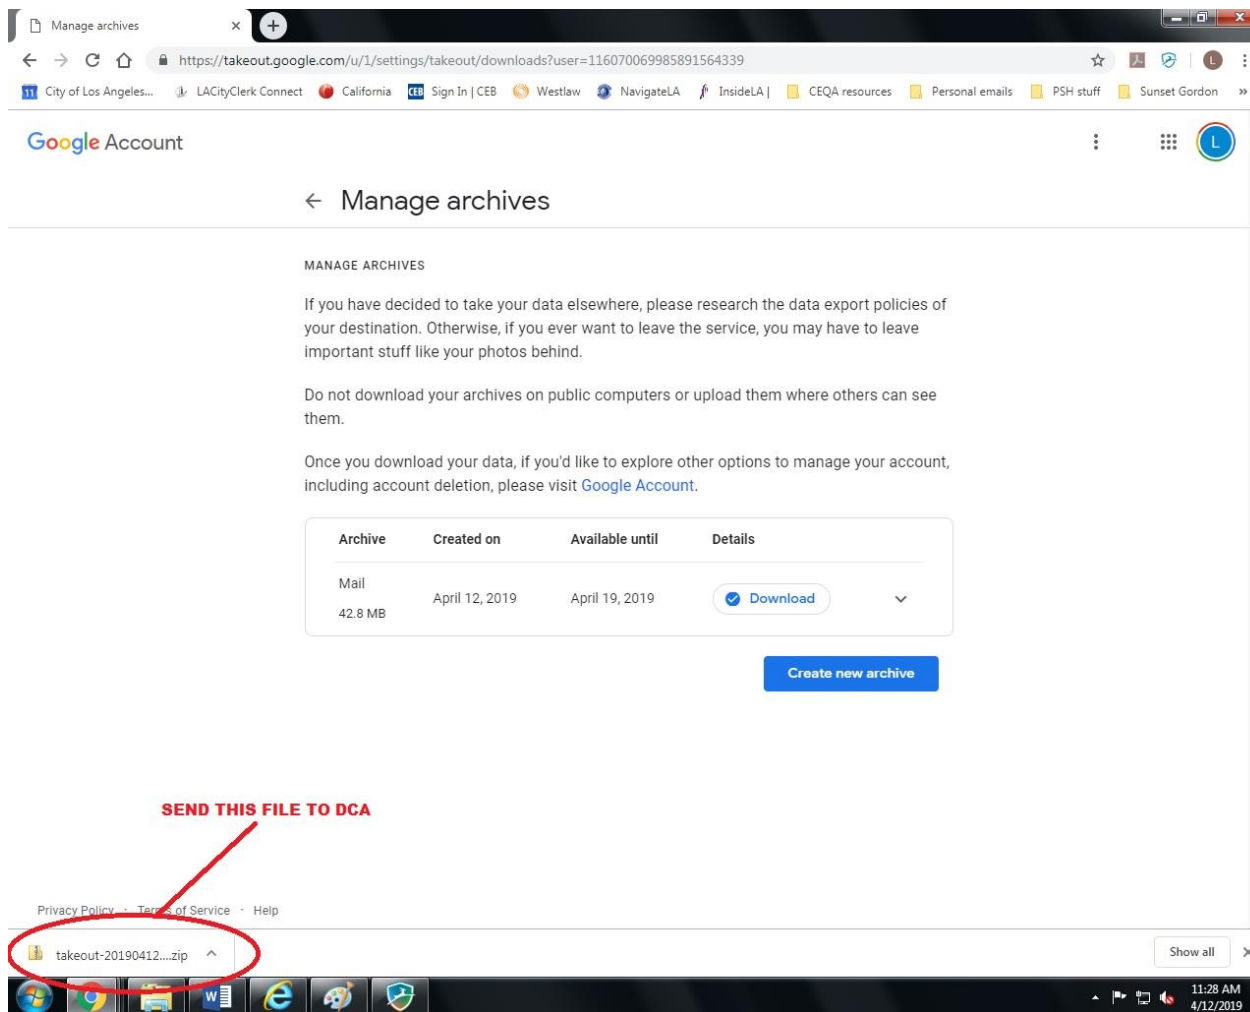 Manage archives
https://takeout.google.com/u/1/settings/takeout/downloads?user=116070069985891564339
L
11 City of Los Angeles... LACityClerk Connect California CEB Sign In | CEB Westlaw NavigateLA InsideLA | CEQA resources Personal emails PSH stuff Sunset Gordon »
Google Account
L
← Manage archives
MANAGE ARCHIVES
If you have decided to take your data elsewhere, please research the data export policies of
your destination. Otherwise, if you ever want to leave the service, you may have to leave
important stuff like your photos behind.
Do not download your archives on public computers or upload them where others can see
them.
Once you download your data, if you'd like to explore other options to manage your account,
including account deletion, please visit Google Account.
Archive Created on Available until Details
Mail
42.8 MB
April 12, 2019 April 19, 2019 Download
Create new archive
SEND THIS FILE TO DCA
Privacy Policy · Terms of Service · Help
takeout-20190412....zip
Show all
11:28 AM
4/12/2019